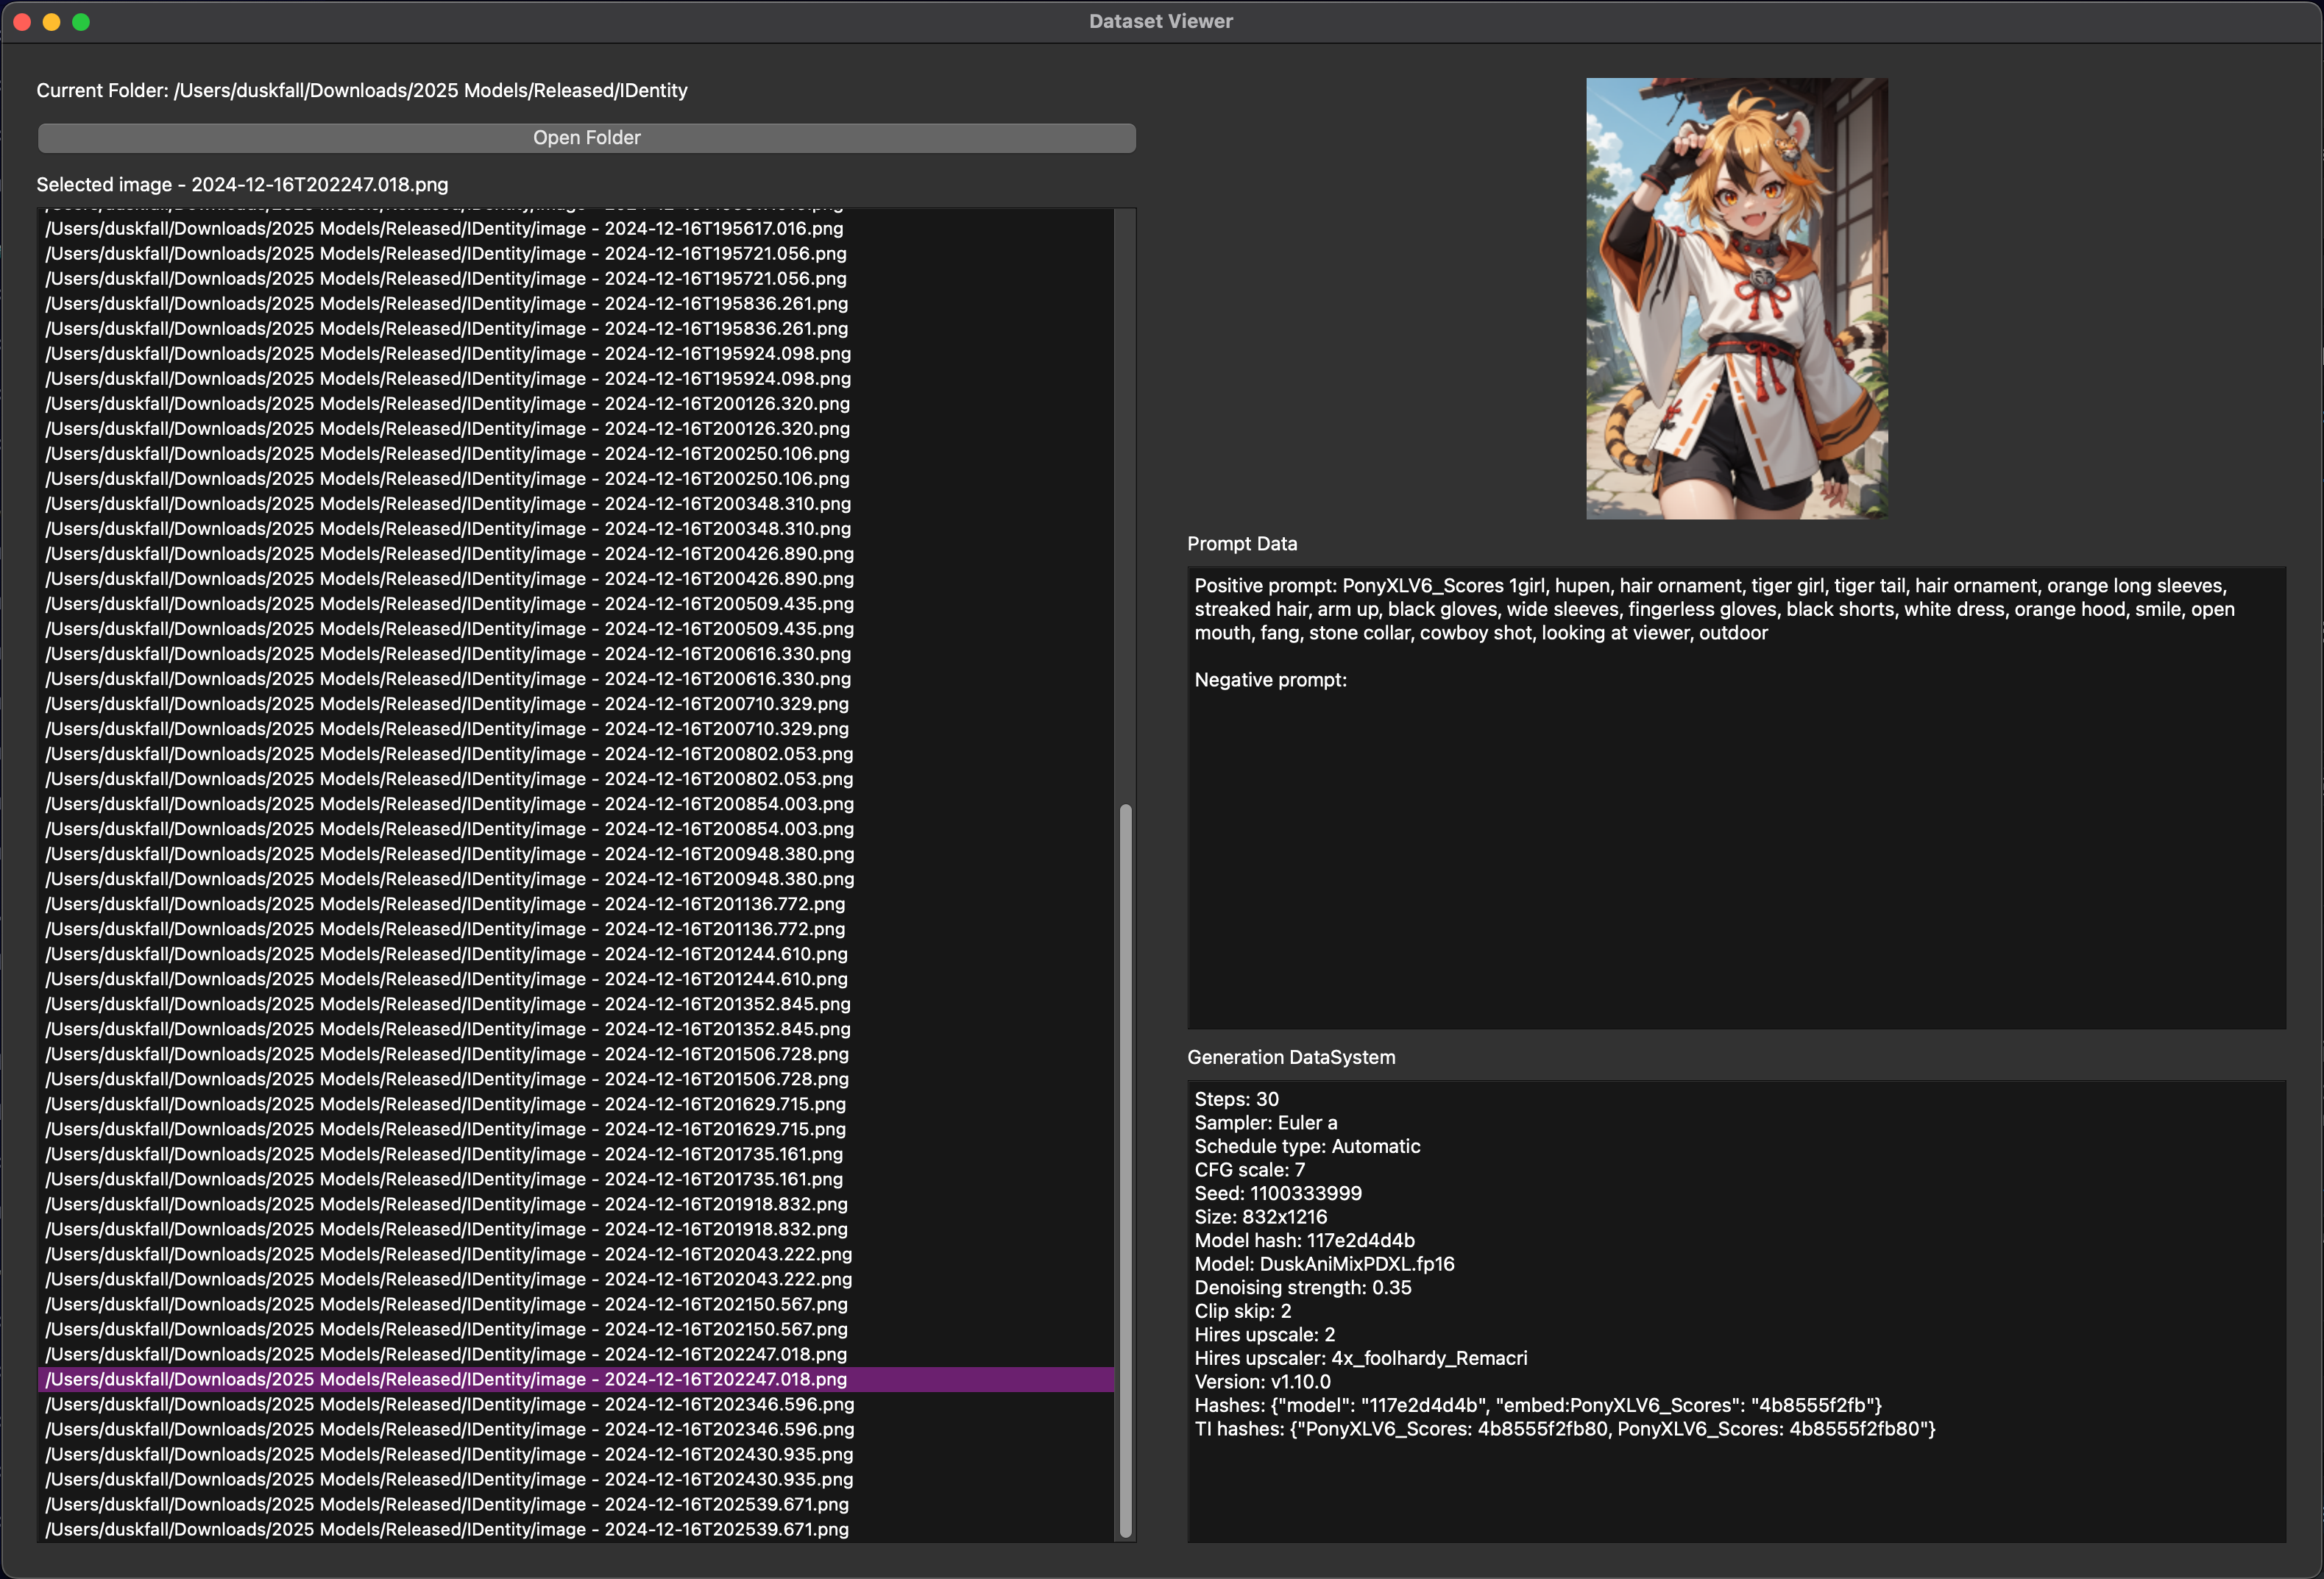 Dataset Viewer
Current Folder: /Users/duskfall/Downloads/2025 Models/Released/IDentity
Open Folder
Selected image - 2024-12-16T202247.018.png
/Users/duskfall/Downloads/2025 Models/Released/IDentity/image - 2024-12-16T195617.016.png
/Users/duskfall/Downloads/2025 Models/Released/IDentity/image - 2024-12-16T195721.056.png
/Users/duskfall/Downloads/2025 Models/Released/IDentity/image - 2024-12-16T195721.056.png
/Users/duskfall/Downloads/2025 Models/Released/IDentity/image - 2024-12-16T195836.261.png
/Users/duskfall/Downloads/2025 Models/Released/IDentity/image - 2024-12-16T195836.261.png
/Users/duskfall/Downloads/2025 Models/Released/IDentity/image - 2024-12-16T195924.098.png
/Users/duskfall/Downloads/2025 Models/Released/IDentity/image - 2024-12-16T195924.098.png
/Users/duskfall/Downloads/2025 Models/Released/IDentity/image - 2024-12-16T200126.320.png
/Users/duskfall/Downloads/2025 Models/Released/IDentity/image - 2024-12-16T200126.320.png
/Users/duskfall/Downloads/2025 Models/Released/IDentity/image - 2024-12-16T200250.106.png
/Users/duskfall/Downloads/2025 Models/Released/IDentity/image - 2024-12-16T200250.106.png
/Users/duskfall/Downloads/2025 Models/Released/IDentity/image - 2024-12-16T200348.310.png
/Users/duskfall/Downloads/2025 Models/Released/IDentity/image - 2024-12-16T200348.310.png
/Users/duskfall/Downloads/2025 Models/Released/IDentity/image - 2024-12-16T200426.890.png
/Users/duskfall/Downloads/2025 Models/Released/IDentity/image - 2024-12-16T200426.890.png
/Users/duskfall/Downloads/2025 Models/Released/IDentity/image - 2024-12-16T200509.435.png
/Users/duskfall/Downloads/2025 Models/Released/IDentity/image - 2024-12-16T200509.435.png
/Users/duskfall/Downloads/2025 Models/Released/IDentity/image - 2024-12-16T200616.330.png
/Users/duskfall/Downloads/2025 Models/Released/IDentity/image - 2024-12-16T200616.330.png
/Users/duskfall/Downloads/2025 Models/Released/IDentity/image - 2024-12-16T200710.329.png
/Users/duskfall/Downloads/2025 Models/Released/IDentity/image - 2024-12-16T200710.329.png
/Users/duskfall/Downloads/2025 Models/Released/IDentity/image - 2024-12-16T200802.053.png
/Users/duskfall/Downloads/2025 Models/Released/IDentity/image - 2024-12-16T200802.053.png
/Users/duskfall/Downloads/2025 Models/Released/IDentity/image - 2024-12-16T200854.003.png
/Users/duskfall/Downloads/2025 Models/Released/IDentity/image - 2024-12-16T200854.003.png
/Users/duskfall/Downloads/2025 Models/Released/IDentity/image - 2024-12-16T200948.380.png
/Users/duskfall/Downloads/2025 Models/Released/IDentity/image - 2024-12-16T200948.380.png
/Users/duskfall/Downloads/2025 Models/Released/IDentity/image - 2024-12-16T201136.772.png
/Users/duskfall/Downloads/2025 Models/Released/IDentity/image - 2024-12-16T201136.772.png
/Users/duskfall/Downloads/2025 Models/Released/IDentity/image - 2024-12-16T201244.610.png
/Users/duskfall/Downloads/2025 Models/Released/IDentity/image - 2024-12-16T201244.610.png
/Users/duskfall/Downloads/2025 Models/Released/IDentity/image - 2024-12-16T201352.845.png
/Users/duskfall/Downloads/2025 Models/Released/IDentity/image - 2024-12-16T201352.845.png
/Users/duskfall/Downloads/2025 Models/Released/IDentity/image - 2024-12-16T201506.728.png
/Users/duskfall/Downloads/2025 Models/Released/IDentity/image - 2024-12-16T201506.728.png
/Users/duskfall/Downloads/2025 Models/Released/IDentity/image - 2024-12-16T201629.715.png
/Users/duskfall/Downloads/2025 Models/Released/IDentity/image - 2024-12-16T201629.715.png
/Users/duskfall/Downloads/2025 Models/Released/IDentity/image - 2024-12-16T201735.161.png
/Users/duskfall/Downloads/2025 Models/Released/IDentity/image - 2024-12-16T201735.161.png
/Users/duskfall/Downloads/2025 Models/Released/IDentity/image - 2024-12-16T201918.832.png
/Users/duskfall/Downloads/2025 Models/Released/IDentity/image - 2024-12-16T201918.832.png
/Users/duskfall/Downloads/2025 Models/Released/IDentity/image - 2024-12-16T202043.222.png
/Users/duskfall/Downloads/2025 Models/Released/IDentity/image - 2024-12-16T202043.222.png
/Users/duskfall/Downloads/2025 Models/Released/IDentity/image - 2024-12-16T202150.567.png
/Users/duskfall/Downloads/2025 Models/Released/IDentity/image - 2024-12-16T202150.567.png
/Users/duskfall/Downloads/2025 Models/Released/IDentity/image - 2024-12-16T202247.018.png
/Users/duskfall/Downloads/2025 Models/Released/IDentity/image - 2024-12-16T202247.018.png
/Users/duskfall/Downloads/2025 Models/Released/IDentity/image - 2024-12-16T202346.596.png
/Users/duskfall/Downloads/2025 Models/Released/IDentity/image - 2024-12-16T202346.596.png
/Users/duskfall/Downloads/2025 Models/Released/IDentity/image - 2024-12-16T202430.935.png
/Users/duskfall/Downloads/2025 Models/Released/IDentity/image - 2024-12-16T202430.935.png
/Users/duskfall/Downloads/2025 Models/Released/IDentity/image - 2024-12-16T202539.671.png
/Users/duskfall/Downloads/2025 Models/Released/IDentity/image - 2024-12-16T202539.671.png
Prompt Data
Positive prompt: PonyXLV6_Scores 1girl, hupen, hair ornament, tiger girl, tiger tail, hair ornament, orange long sleeves,
streaked hair, arm up, black gloves, wide sleeves, fingerless gloves, black shorts, white dress, orange hood, smile, open
mouth, fang, stone collar, cowboy shot, looking at viewer, outdoor
Negative prompt:
Generation DataSystem
Steps: 30
Sampler: Euler a
Schedule type: Automatic
CFG scale: 7
Seed: 1100333999
Size: 832x1216
Model hash: 117e2d4d4b
Model: DuskAniMixPDXL.fp16
Denoising strength: 0.35
Clip skip: 2
Hires upscale: 2
Hires upscaler: 4x_foolhardy_Remacri
Version: v1.10.0
Hashes: {"model": "117e2d4d4b", "embed:PonyXLV6_Scores": "4b8555f2fb"}
TI hashes: {"PonyXLV6_Scores: 4b8555f2fb80, PonyXLV6_Scores: 4b8555f2fb80"}